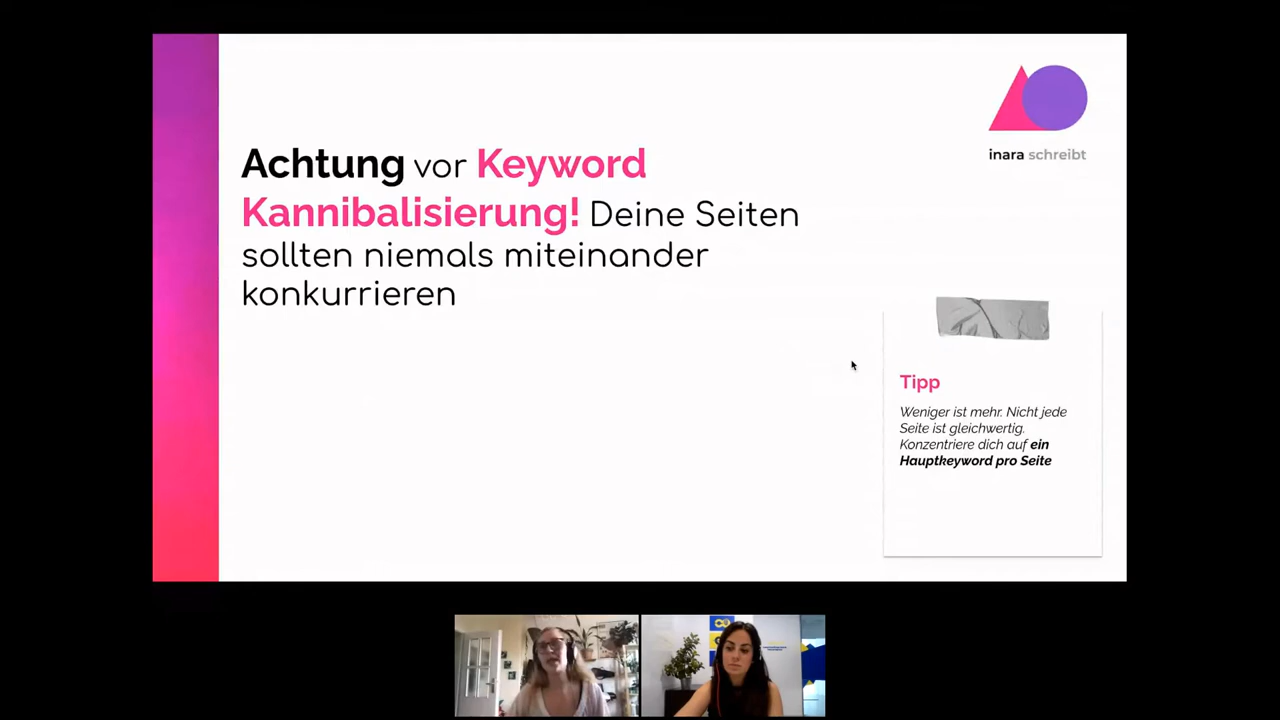 inara schreibt
Achtung vor Keyword
Kannibalisierung! Deine Seiten
sollten niemals miteinander
konkurrieren
Tipp
Weniger ist mehr. Nicht jede
Seite ist gleichwertig.
Konzentriere dich auf ein
Hauptkeyword pro Seite